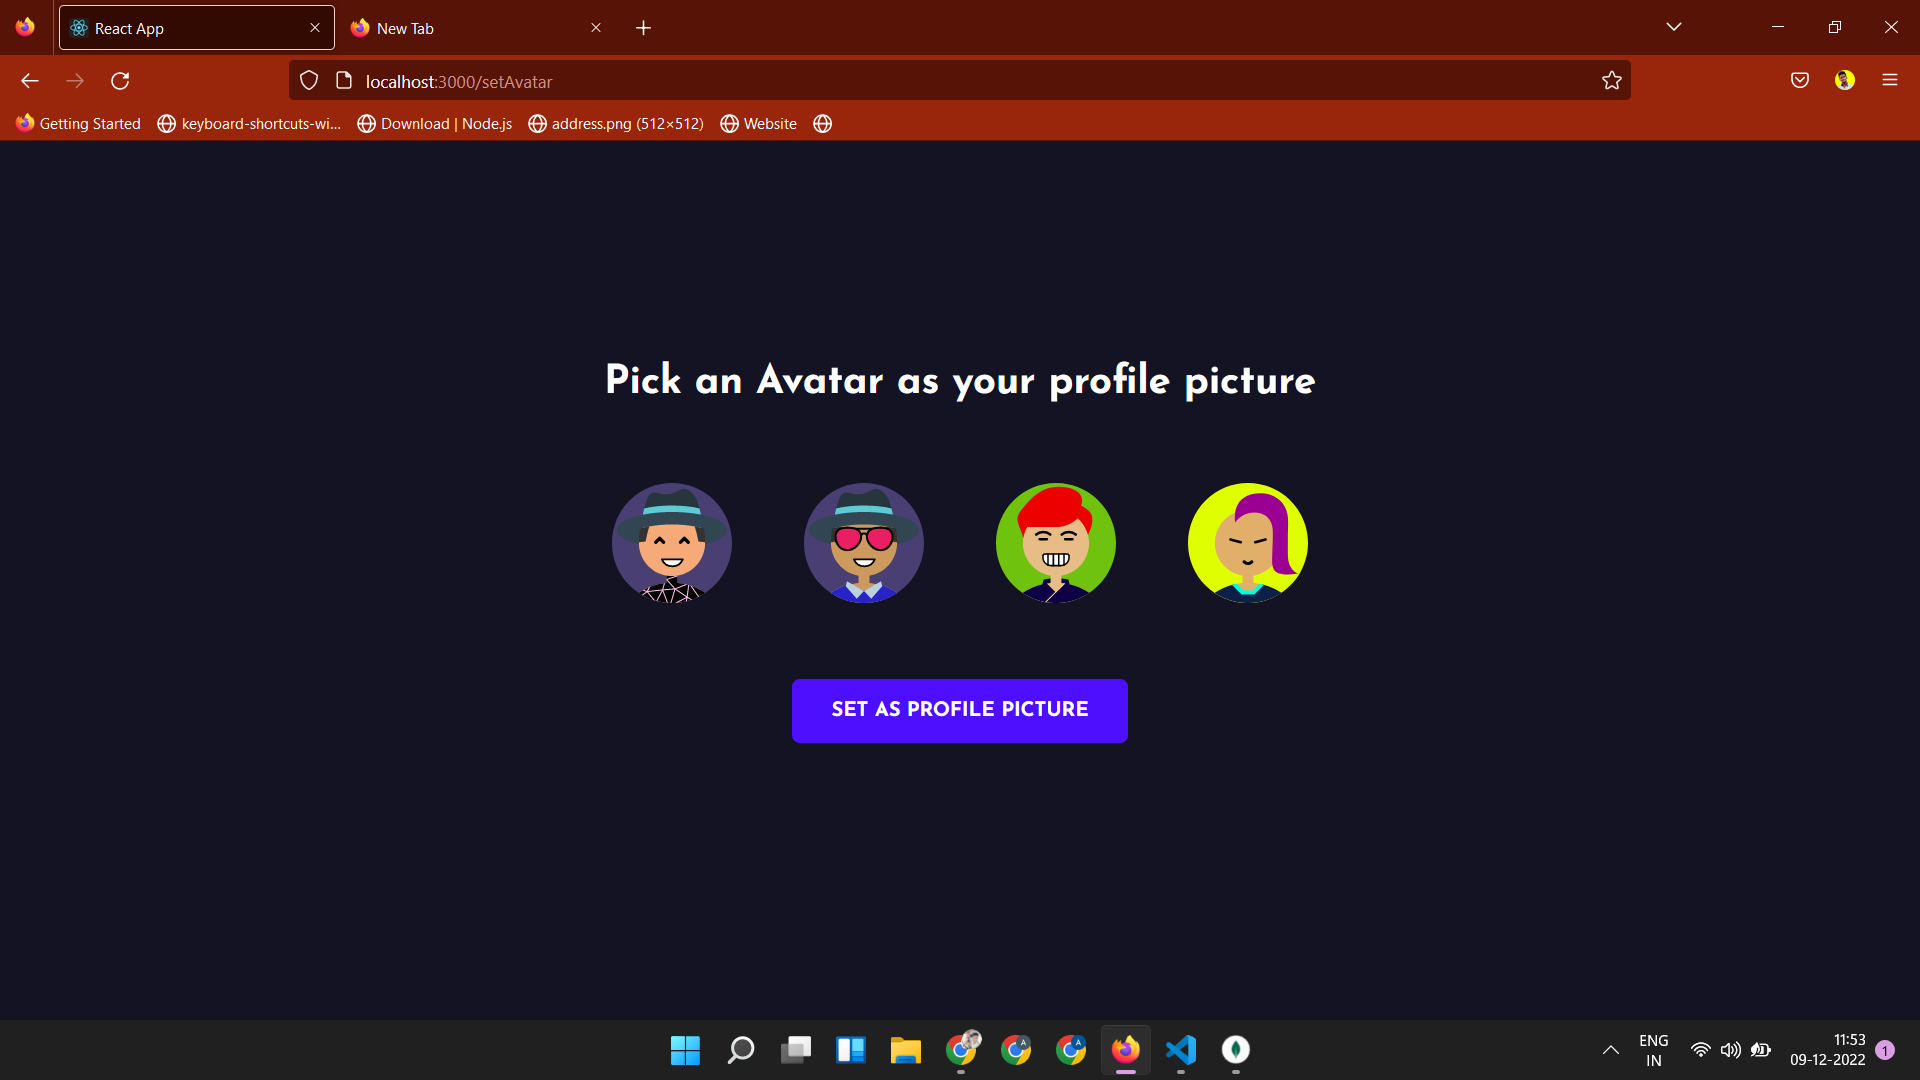 React App
New Tab
localhost:3000/setAvatar
Getting Started
keyboard-shortcuts-wi...
Download | Node.js
address.png (512×512)
Website
Pick an Avatar as your profile picture
SET AS PROFILE PICTURE
A
A
ENG
IN
11:53
09-12-2022
1